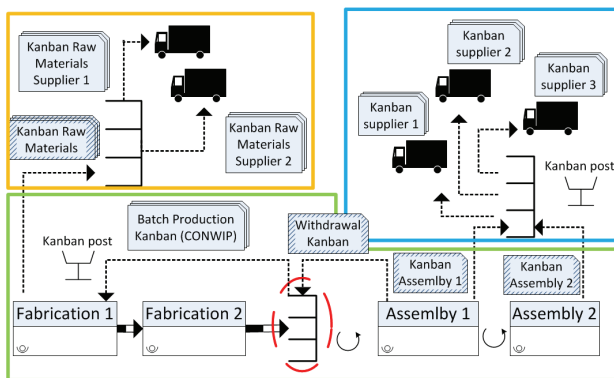 Kanban Raw
Materials
Supplier 1
Kanban Raw
Materials
Kanban Raw
Materials
Supplier 2
Kanban
supplier 2
Kanban
supplier 3
Kanban
supplier 1
Kanban post
Batch Production
Kanban (CONWIP)
Withdrawal
Kanban
Kanban post
Kanban
Assemlby 1
Kanban
Assembly 2
Fabrication 1
Fabrication 2
Assemlby 1
Assembly 2